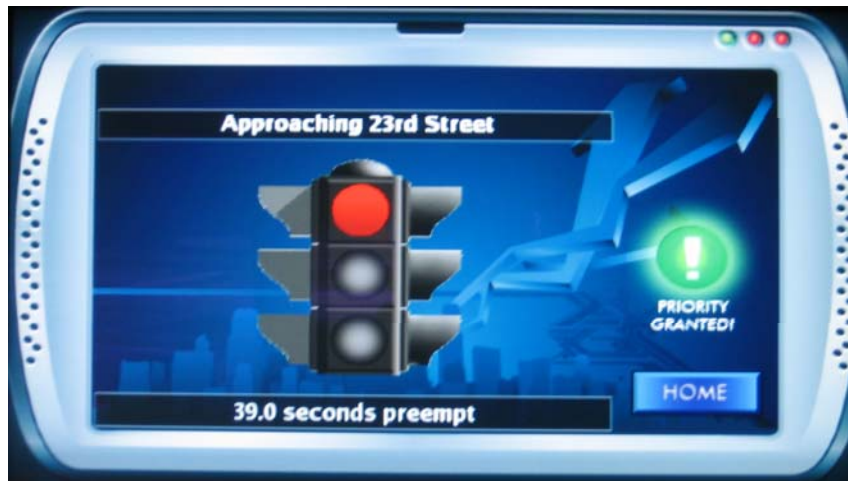 Approaching 23rd Street
!
PRIORITY
GRANTED!
HOME
39.0 seconds preempt